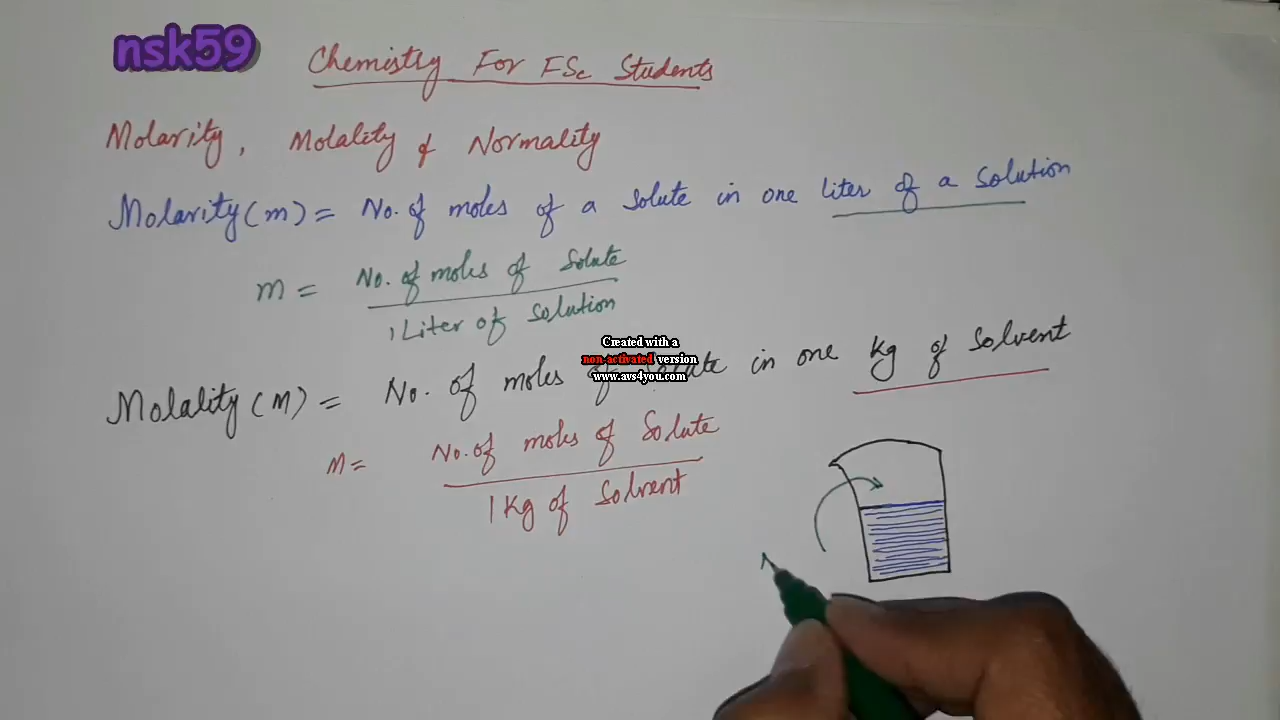 nsk59
Chemistry For FSc Students
Molarity, Molality & Normality
Molarity (m) = No. of moles of a solute in one liter of a solution
m = No. of moles of solute
1 Liter of solution
Created with a
non-activated version
www.avs4you.com
Molality (M) = No. of moles of solute in one Kg of solvent
M = No. of moles of solute
1 Kg of solvent